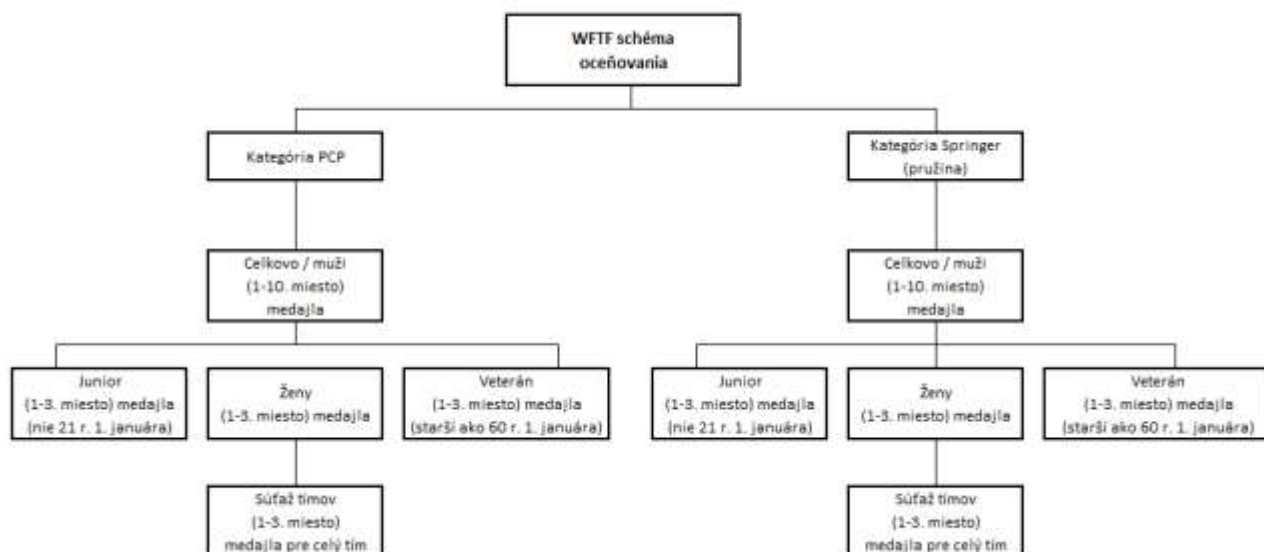 WFTF schéma
oceňovania
Kategória PCP
Kategória Springer
(pružina)
Celkovo / muži
(1-10. miesto)
medajla
Celkovo / muži
(1-10. miesto)
medajla
Junior
(1-3. miesto) medajla
(nie 21 r. 1. januára)
Ženy
(1-3. miesto) medajla
Veterán
(1-3. miesto) medajla
(starší ako 60 r. 1. januára)
Junior
(1-3. miesto) medajla
(nie 21 r. 1. januára)
Ženy
(1-3. miesto) medajla
Veterán
(1-3. miesto) medajla
(starší ako 60 r. 1. januára)
Súťaž tímov
(1-3. miesto)
medajla pre celý tím
Súťaž tímov
(1-3. miesto)
medajla pre celý tím